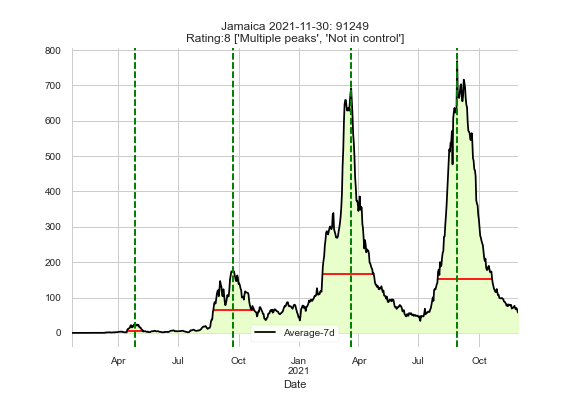 Jamaica 2021-11-30: 91249
Rating:8 ['Multiple peaks', 'Not in control']
800
700
600
500
400
300
200
100
0
Average-7d
Apr Jul Oct Jan Apr Jul Oct
2021
Date